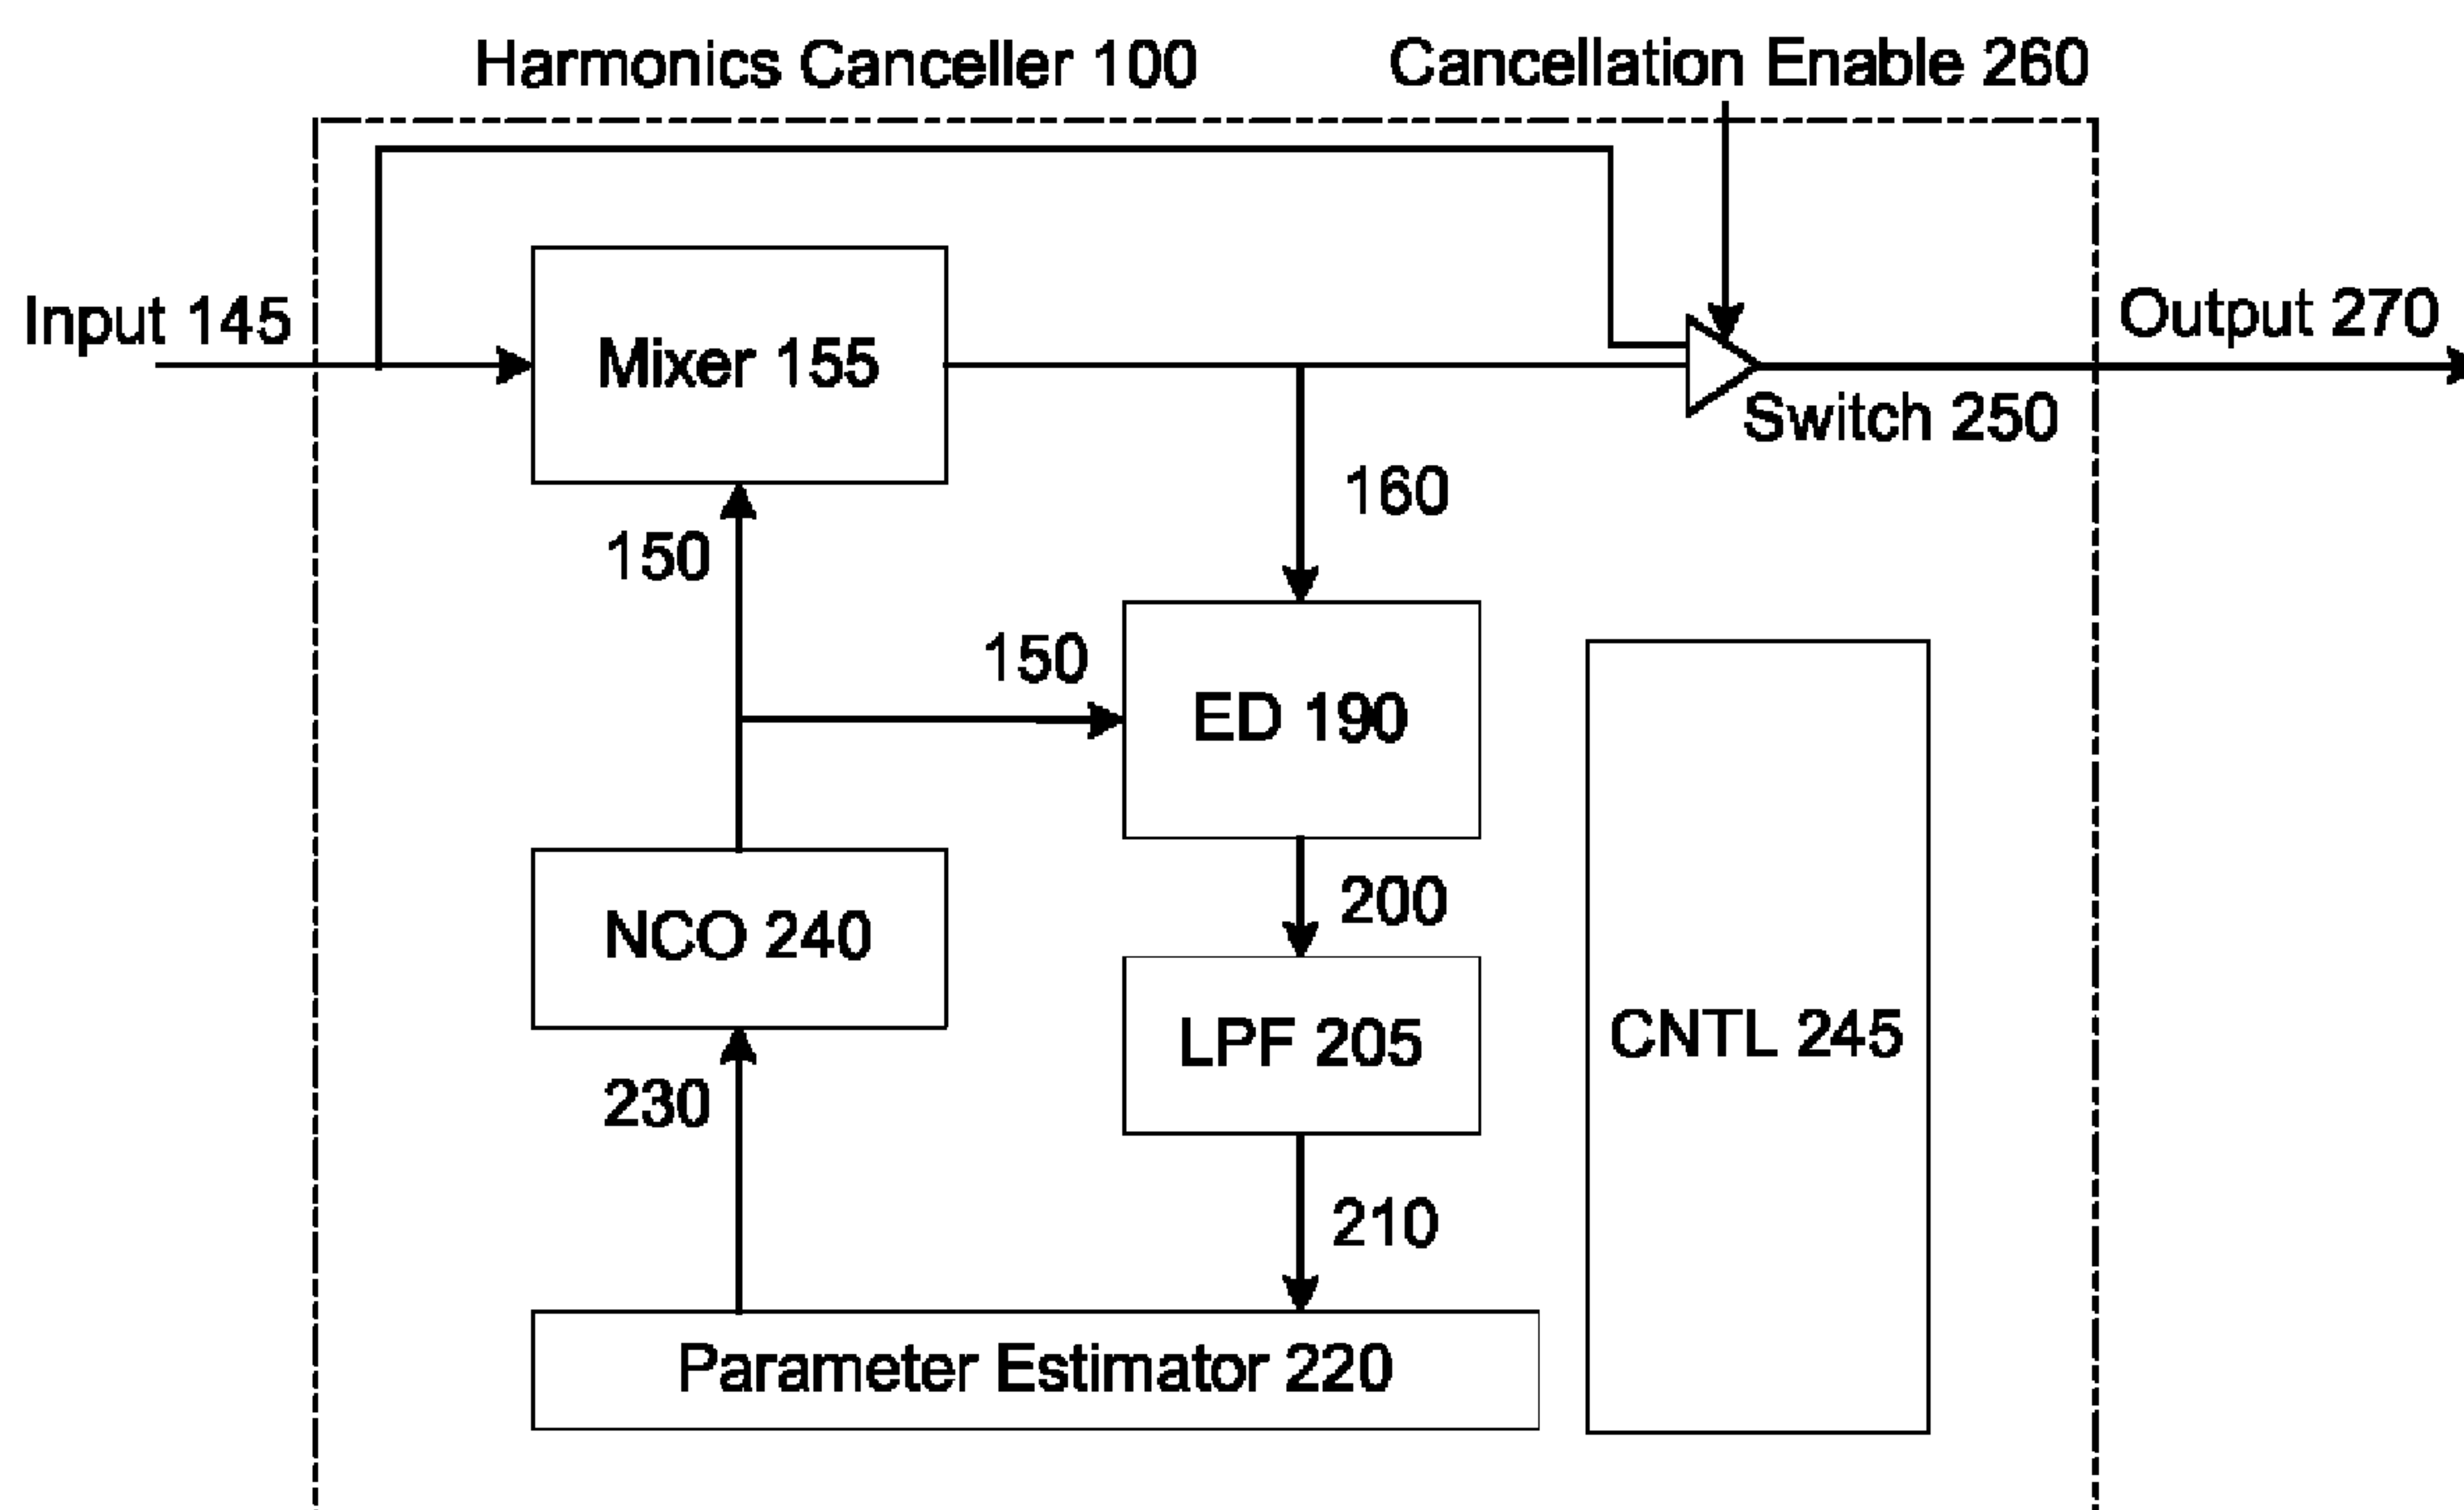 Harmonics Canceller 100
Cancellation Enable 260
Input 145
Mixer 155
Output 270
Switch 250
160
150
150
ED 190
200
NCO 240
LPF 205
CNTL 245
230
210
Parameter Estimator 220